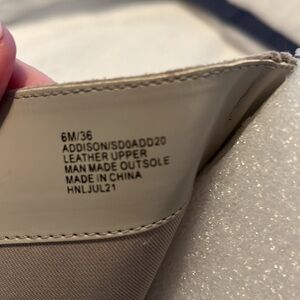 6M/36
ADDISON/SD0ADD20
LEATHER UPPER
MAN MADE OUTSOLE
MADE IN CHINA
HNLJUL21